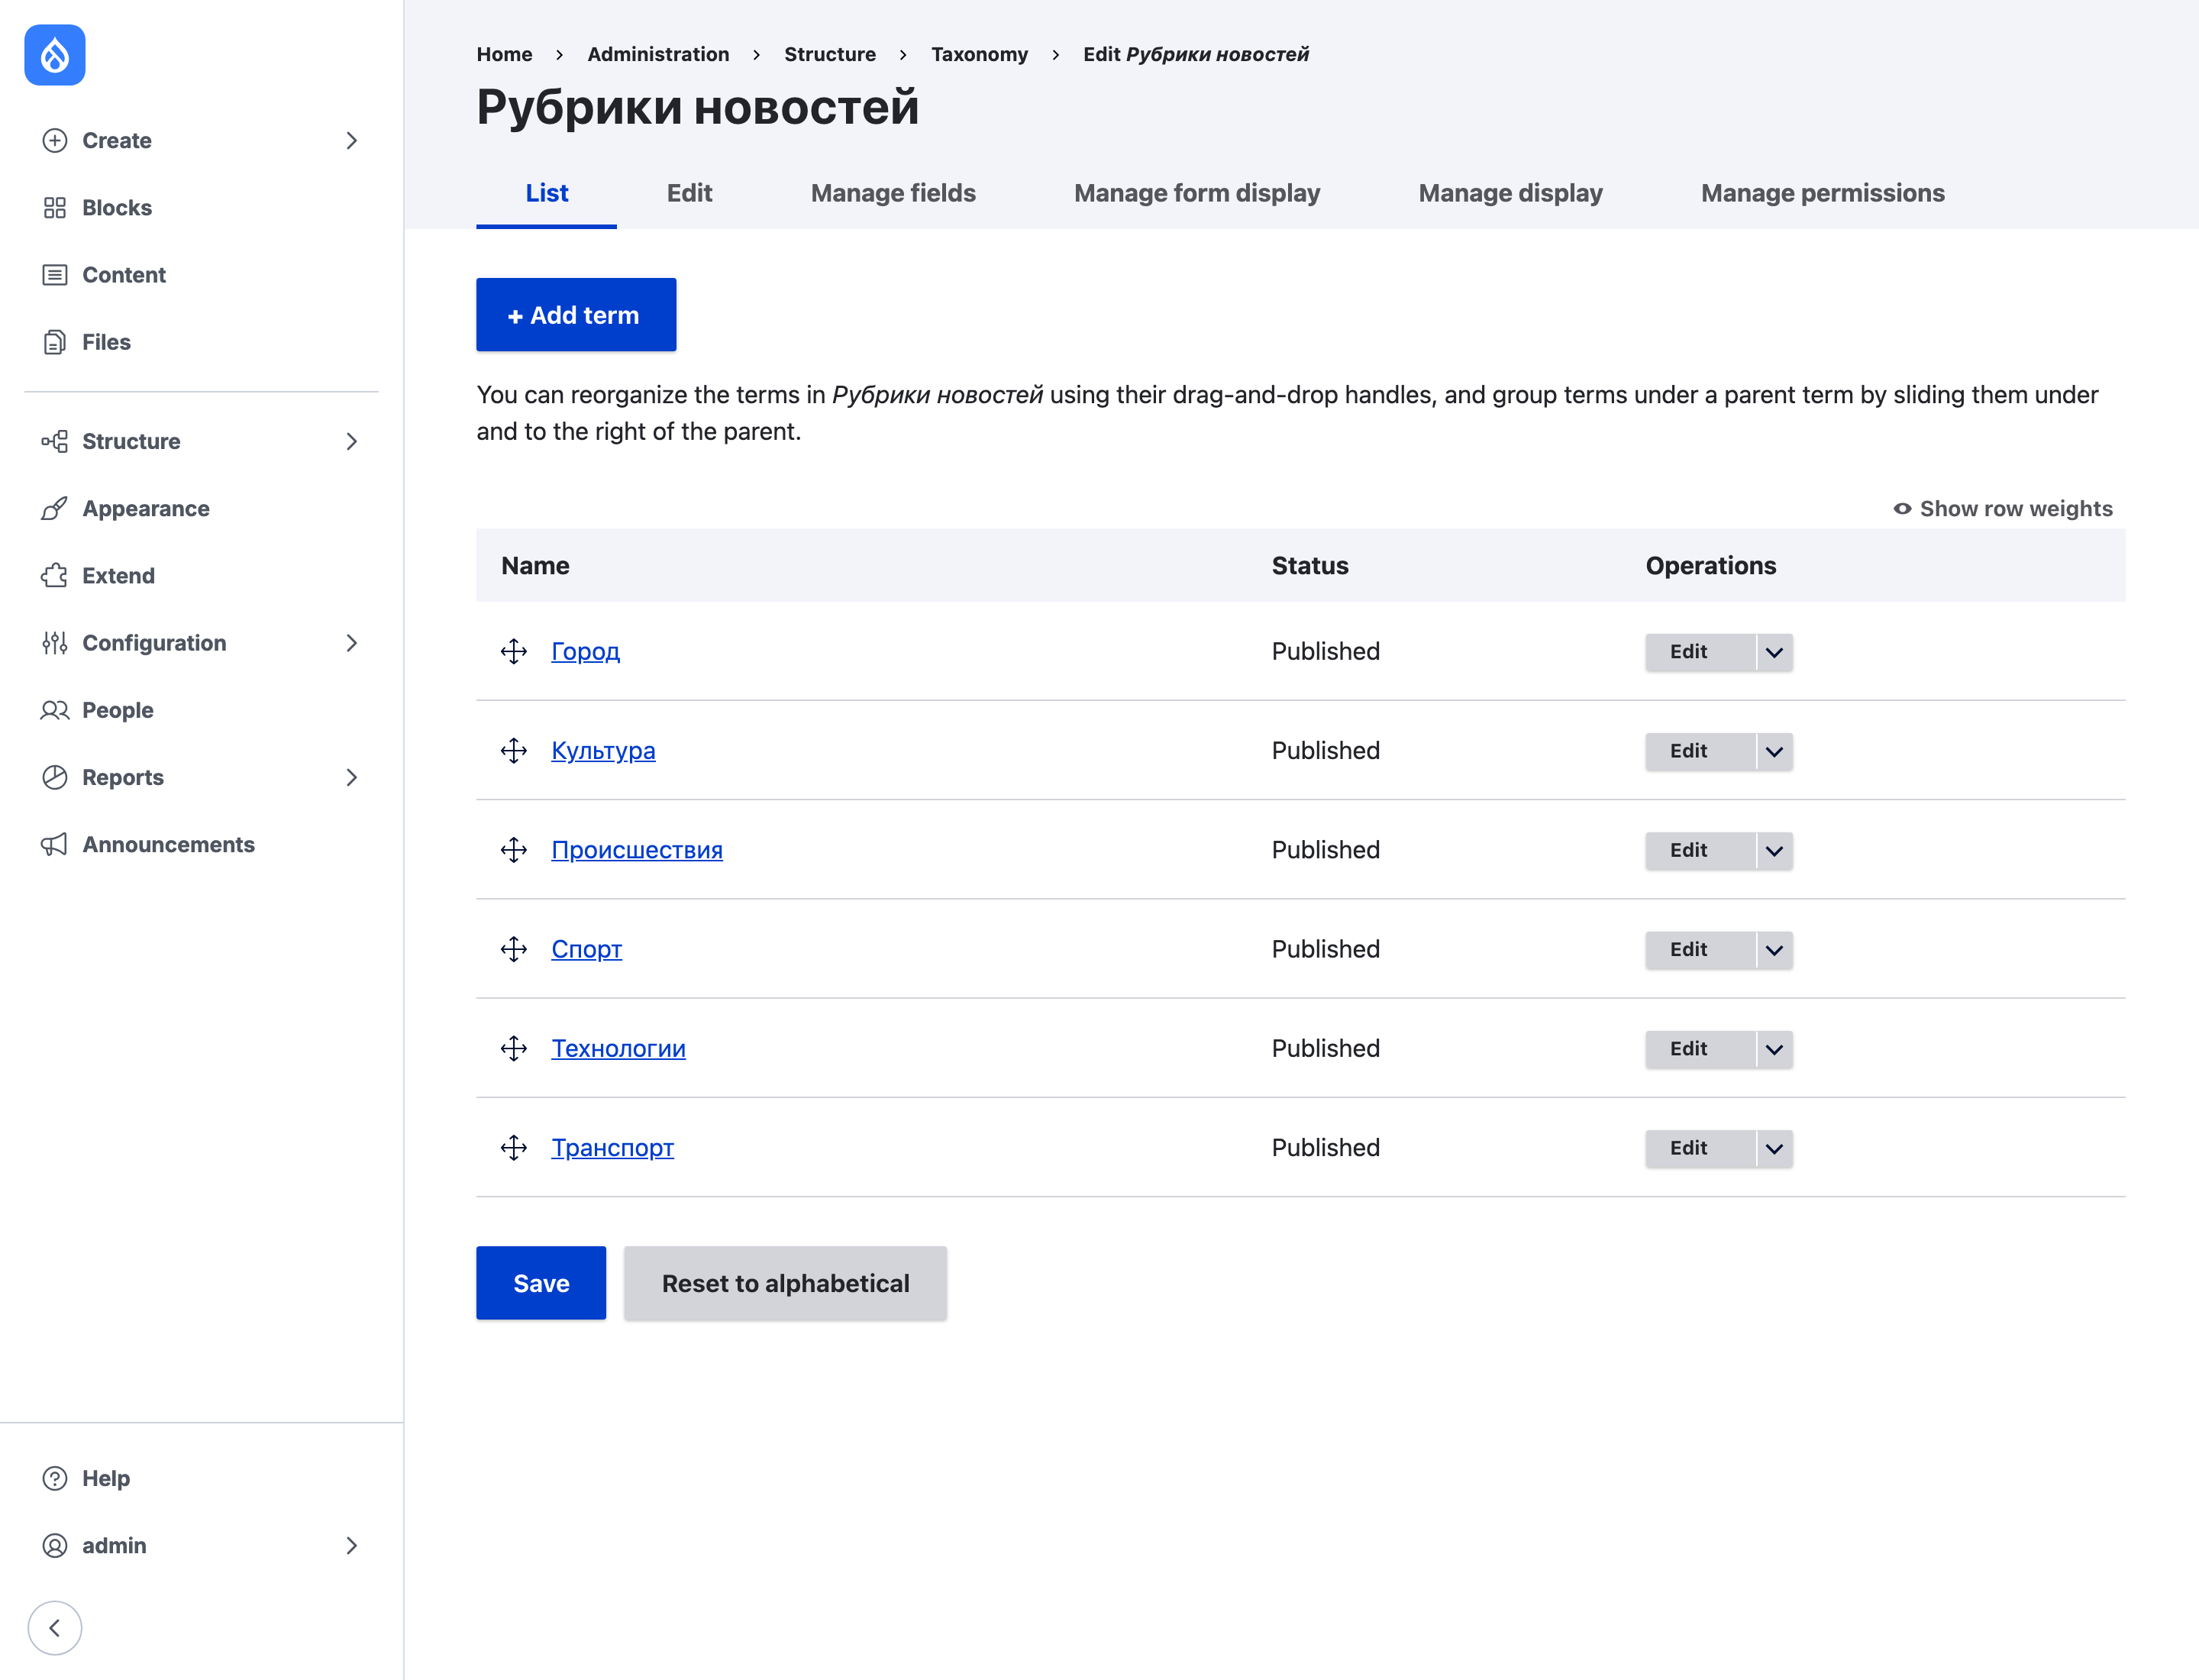 Create
Blocks
Content
Files
Structure
Appearance
Extend
Configuration
People
Reports
Announcements
Help
admin
Home > Administration > Structure > Taxonomy > Edit Рубрики новостей
Рубрики новостей
List Edit Manage fields Manage form display Manage display Manage permissions
+ Add term
You can reorganize the terms in Рубрики новостей using their drag-and-drop handles, and group terms under a parent term by sliding them under
and to the right of the parent.
Show row weights
Name Status Operations
Город Published Edit
Культура Published Edit
Происшествия Published Edit
Спорт Published Edit
Технологии Published Edit
Транспорт Published Edit
Save Reset to alphabetical